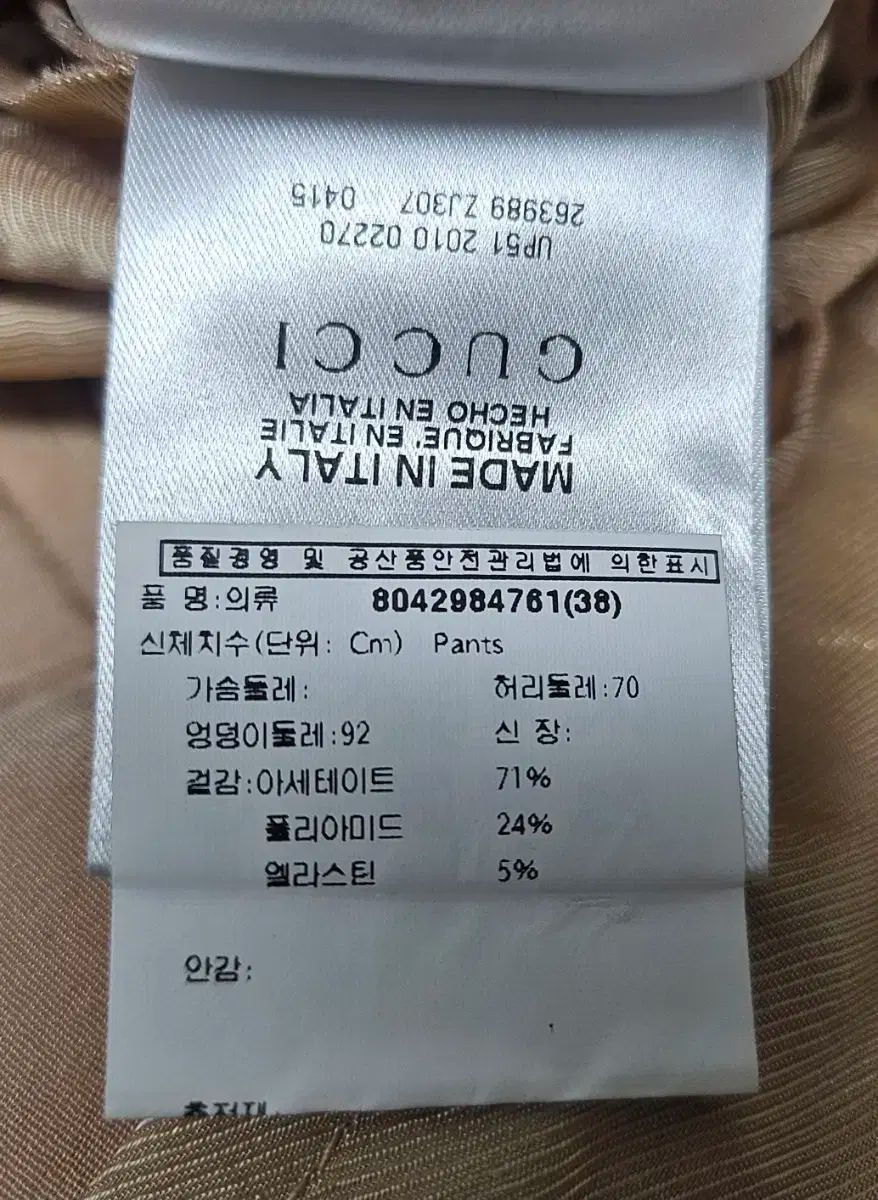 MADE IN ITALY
FABRIQUE' EN ITALIE
HECHO EN ITALIA
GUCCI
UP51 2010 02270
263989 ZJ307 0415
품질경영 및 공산품안전관리법에 의한표시
품 명:의류 8042984761(38)
신체치수(단위: Cm) Pants
가슴둘레: 허리둘레:70
엉덩이둘레:92 신 장:
겉감:아세테이트 71%
폴리아미드 24%
엘라스틴 5%
안감: